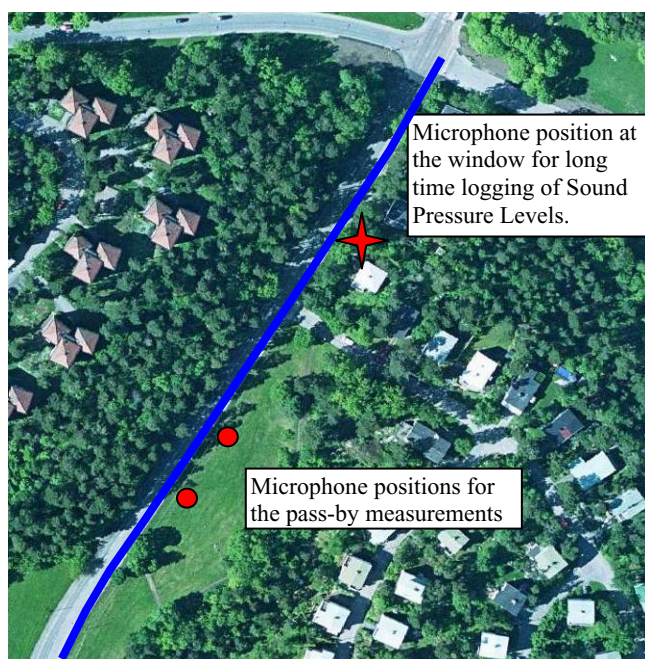 Microphone position at
the window for long
time logging of Sound
Pressure Levels.
Microphone positions for
the pass-by measurements